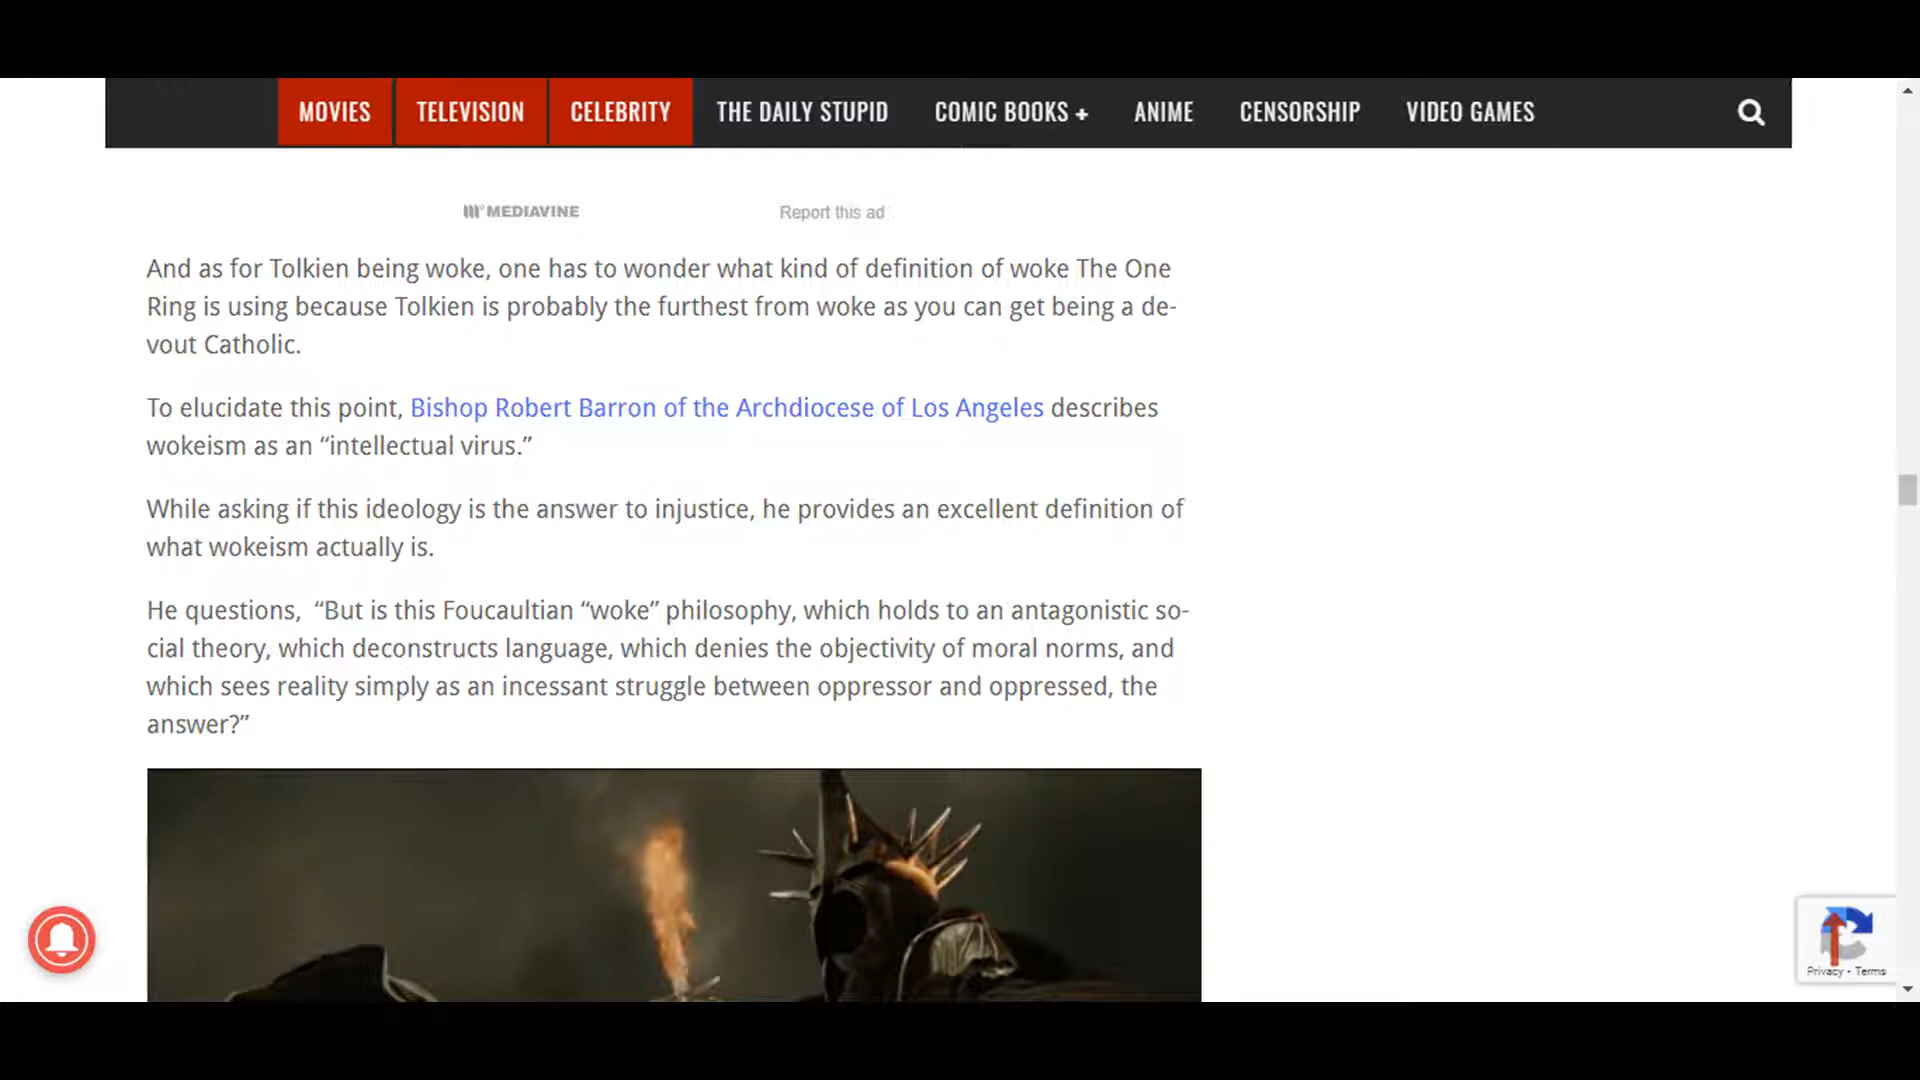 MOVIES TELEVISION CELEBRITY THE DAILY STUPID COMIC BOOKS + ANIME CENSORSHIP VIDEO GAMES
MEDIAVINE Report this ad
And as for Tolkien being woke, one has to wonder what kind of definition of woke The One
Ring is using because Tolkien is probably the furthest from woke as you can get being a de-
vout Catholic.
To elucidate this point, Bishop Robert Barron of the Archdiocese of Los Angeles describes
wokeism as an “intellectual virus.”
While asking if this ideology is the answer to injustice, he provides an excellent definition of
what wokeism actually is.
He questions,  “But is this Foucaultian “woke” philosophy, which holds to an antagonistic so-
cial theory, which deconstructs language, which denies the objectivity of moral norms, and
which sees reality simply as an incessant struggle between oppressor and oppressed, the
answer?”
Privacy - Terms